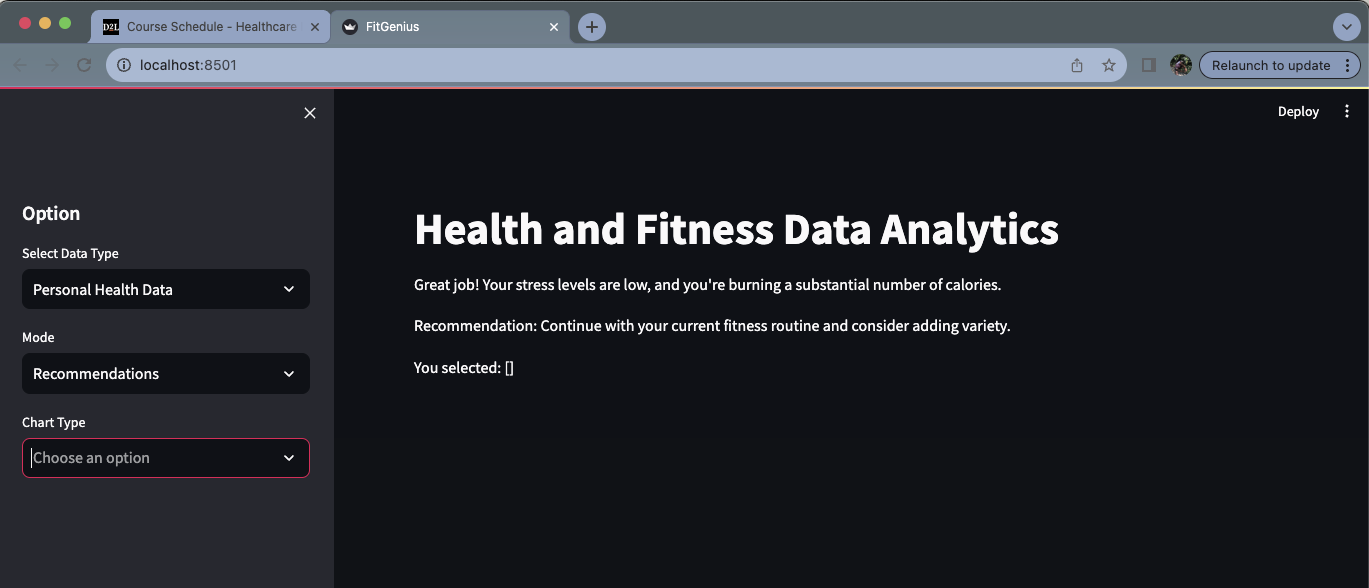 D2L Course Schedule - Healthcare
FitGenius
localhost:8501
Relaunch to update
Deploy
Option
Select Data Type
Personal Health Data
Mode
Recommendations
Chart Type
Choose an option
Health and Fitness Data Analytics
Great job! Your stress levels are low, and you're burning a substantial number of calories.
Recommendation: Continue with your current fitness routine and consider adding variety.
You selected: []